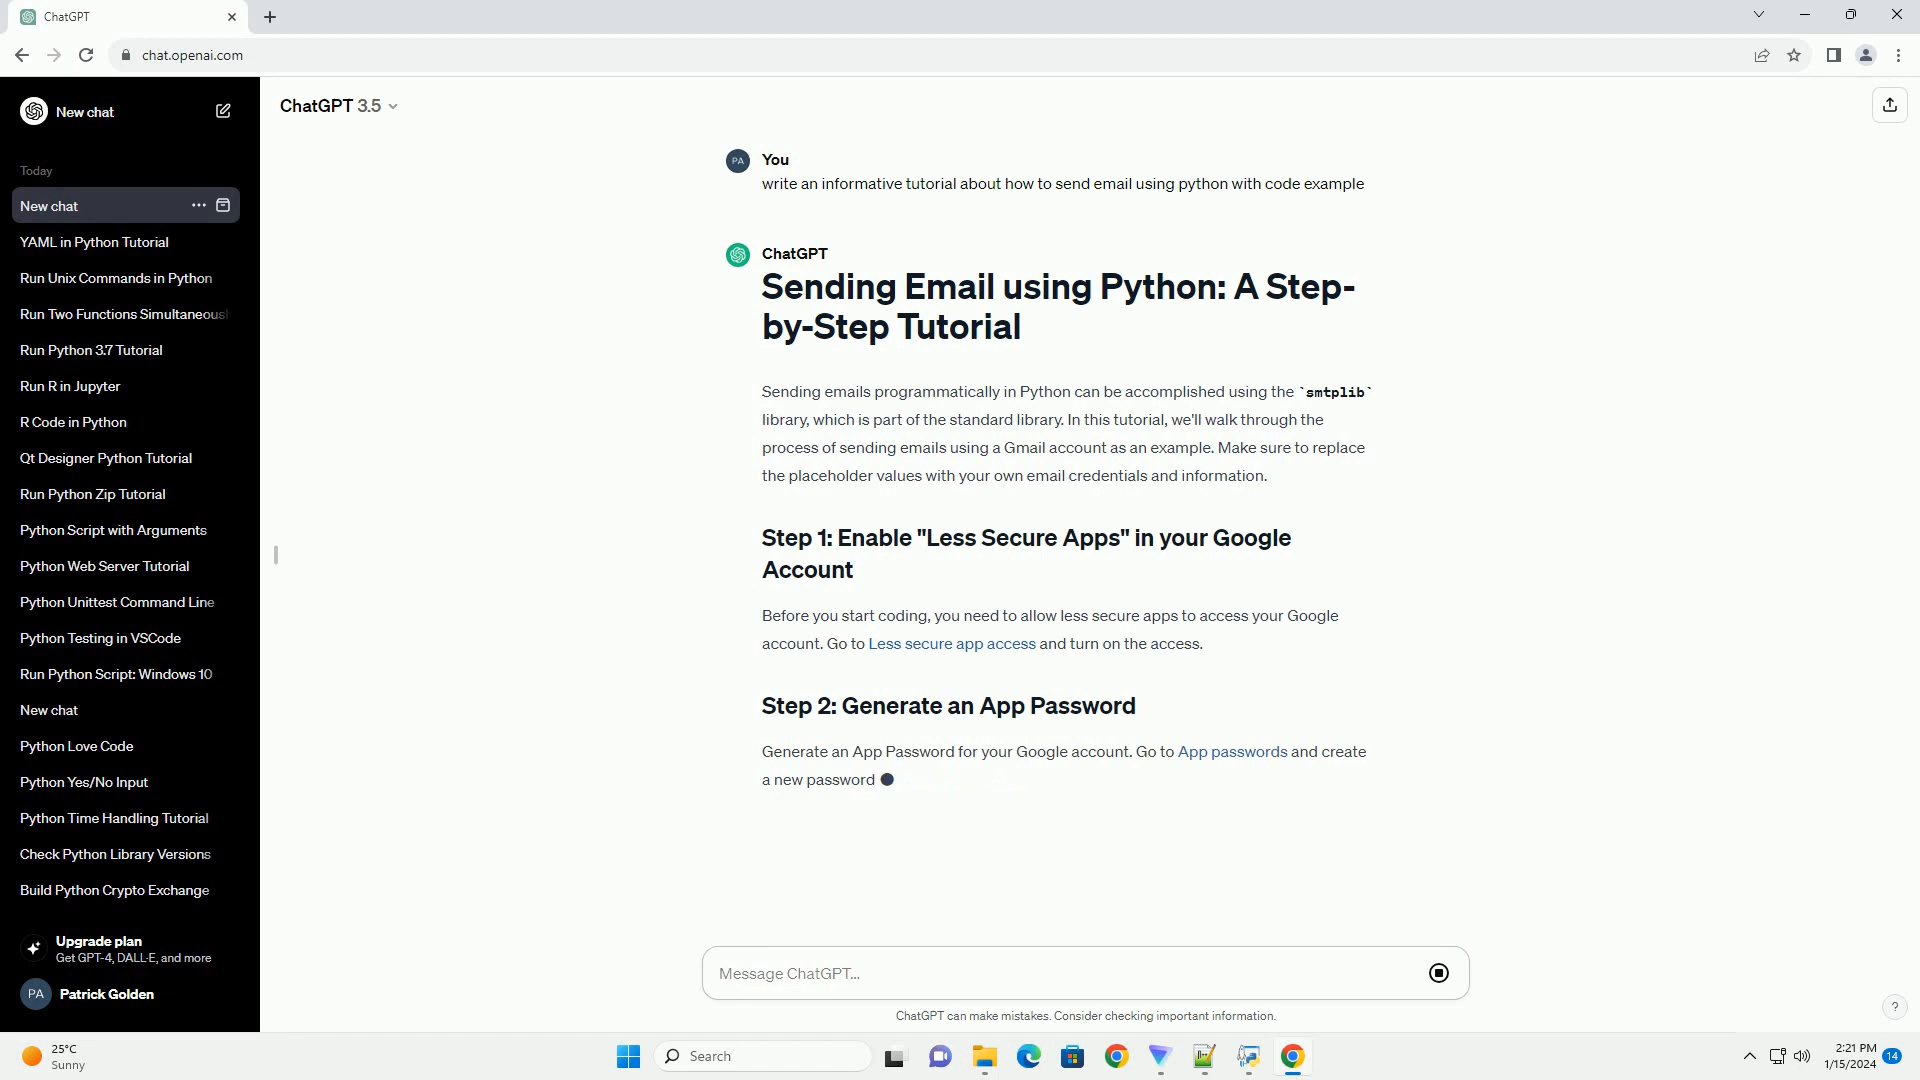 ChatGPT
chat.openai.com
New chat
Today
New chat
YAML in Python Tutorial
Run Unix Commands in Python
Run Two Functions Simultaneous
Run Python 3.7 Tutorial
Run R in Jupyter
R Code in Python
Qt Designer Python Tutorial
Run Python Zip Tutorial
Python Script with Arguments
Python Web Server Tutorial
Python Unittest Command Line
Python Testing in VSCode
Run Python Script: Windows 10
New chat
Python Love Code
Python Yes/No Input
Python Time Handling Tutorial
Check Python Library Versions
Build Python Crypto Exchange
Upgrade plan
Get GPT-4, DALL·E, and more
PA Patrick Golden
ChatGPT 3.5
PA You
write an informative tutorial about how to send email using python with code example
ChatGPT
Sending Email using Python: A Step-
by-Step Tutorial
Sending emails programmatically in Python can be accomplished using the `smtplib`
library, which is part of the standard library. In this tutorial, we'll walk through the
process of sending emails using a Gmail account as an example. Make sure to replace
the placeholder values with your own email credentials and information.
Step 1: Enable "Less Secure Apps" in your Google
Account
Before you start coding, you need to allow less secure apps to access your Google
account. Go to Less secure app access and turn on the access.
Step 2: Generate an App Password
Generate an App Password for your Google account. Go to App passwords and create
a new password
Message ChatGPT...
ChatGPT can make mistakes. Consider checking important information.
?
25°C
Sunny
Search
2:21 PM
1/15/2024
14